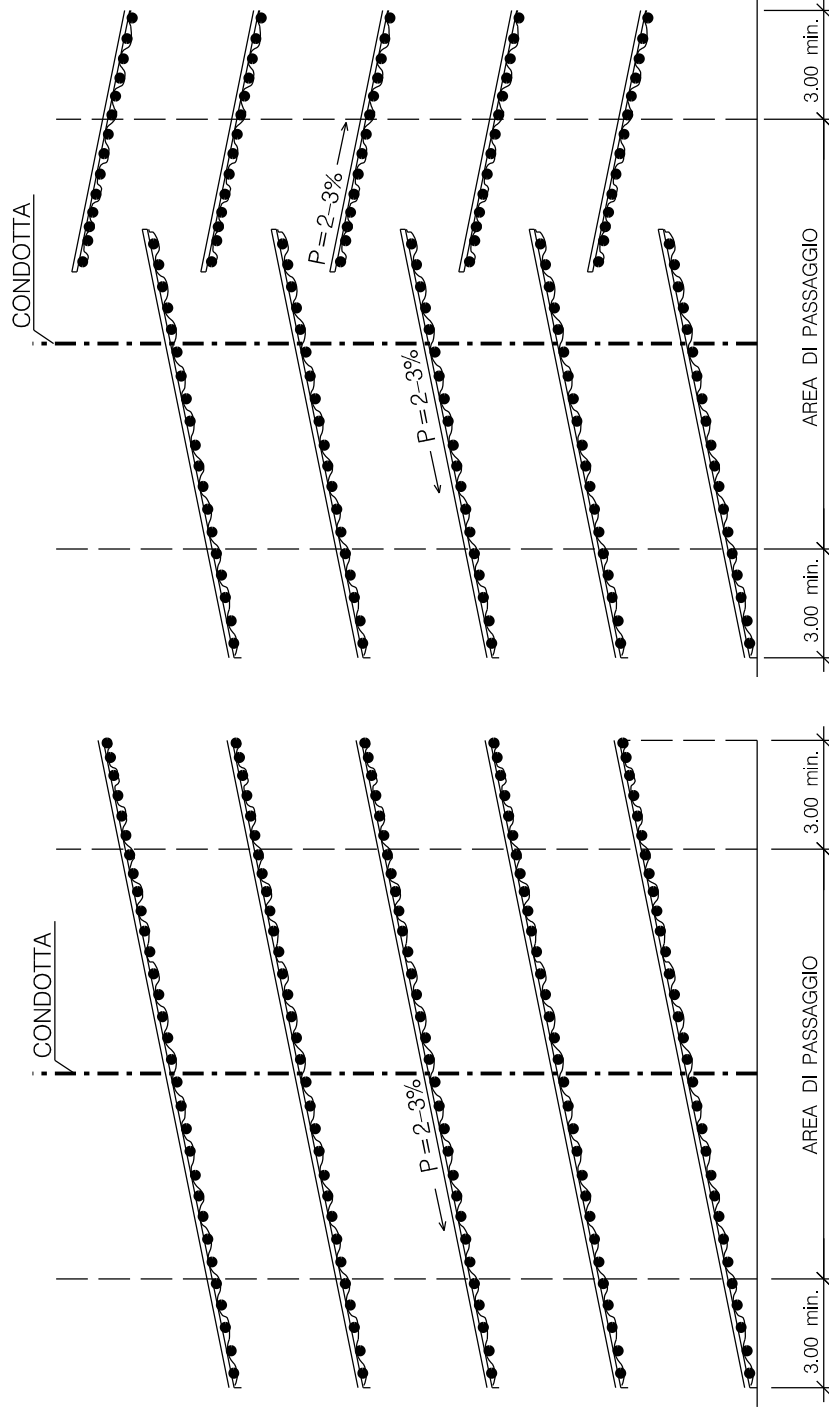 CONDOTTA
P = 2-3%
P = 2-3%
3.00 min.
AREA DI PASSAGGIO
3.00 min.
CONDOTTA
P = 2-3%
3.00 min.
AREA DI PASSAGGIO
3.00 min.